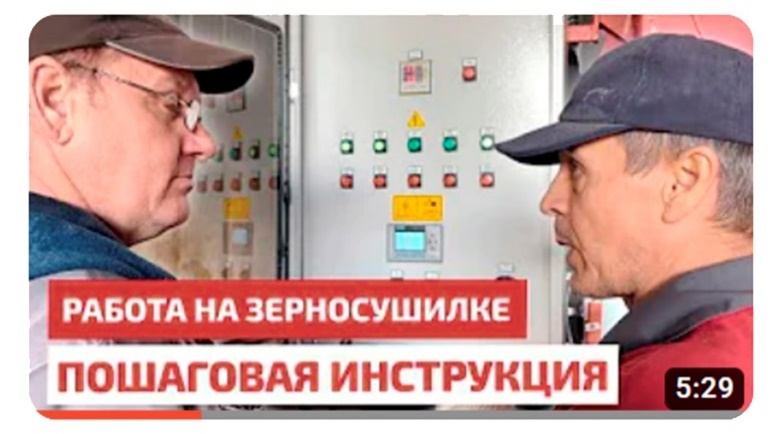 РАБОТА НА ЗЕРНОСУШИЛКЕ
ПОШАГОВАЯ ИНСТРУКЦИЯ
5:29